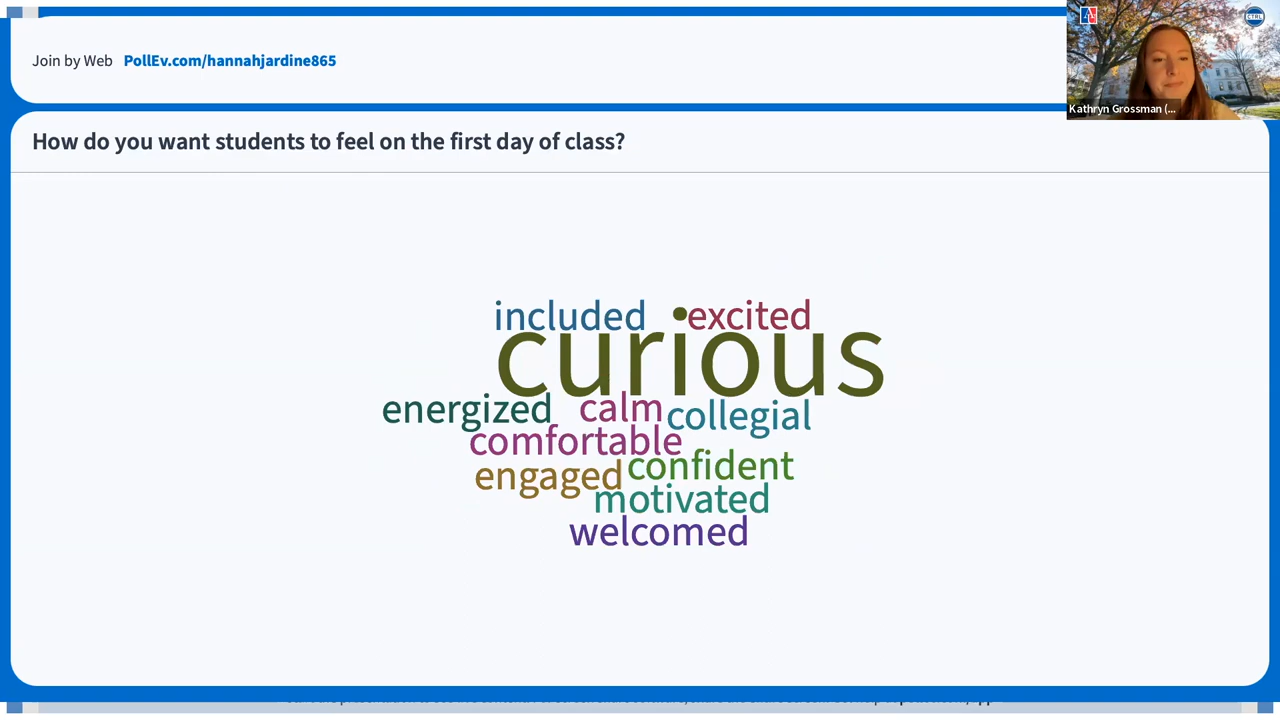 Join by Web PollEv.com/hannahjardine865
CTRL
Kathryn Grossman (...
How do you want students to feel on the first day of class?
included excited
curious
energized calm collegial
comfortable
engaged confident
motivated
welcomed